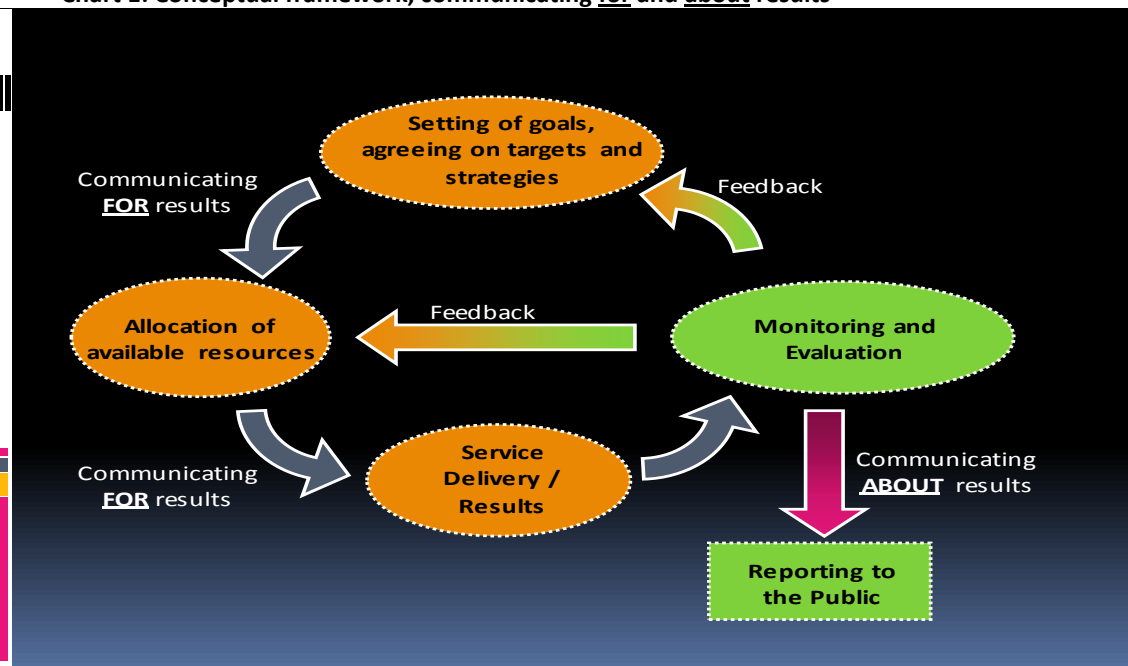 Setting of goals,
agreeing on targets and
strategies
Communicating
FOR results
Feedback
Allocation of
available resources
Feedback
Monitoring and
Evaluation
Communicating
FOR results
Service
Delivery /
Results
Communicating
ABOUT results
Reporting to
the Public